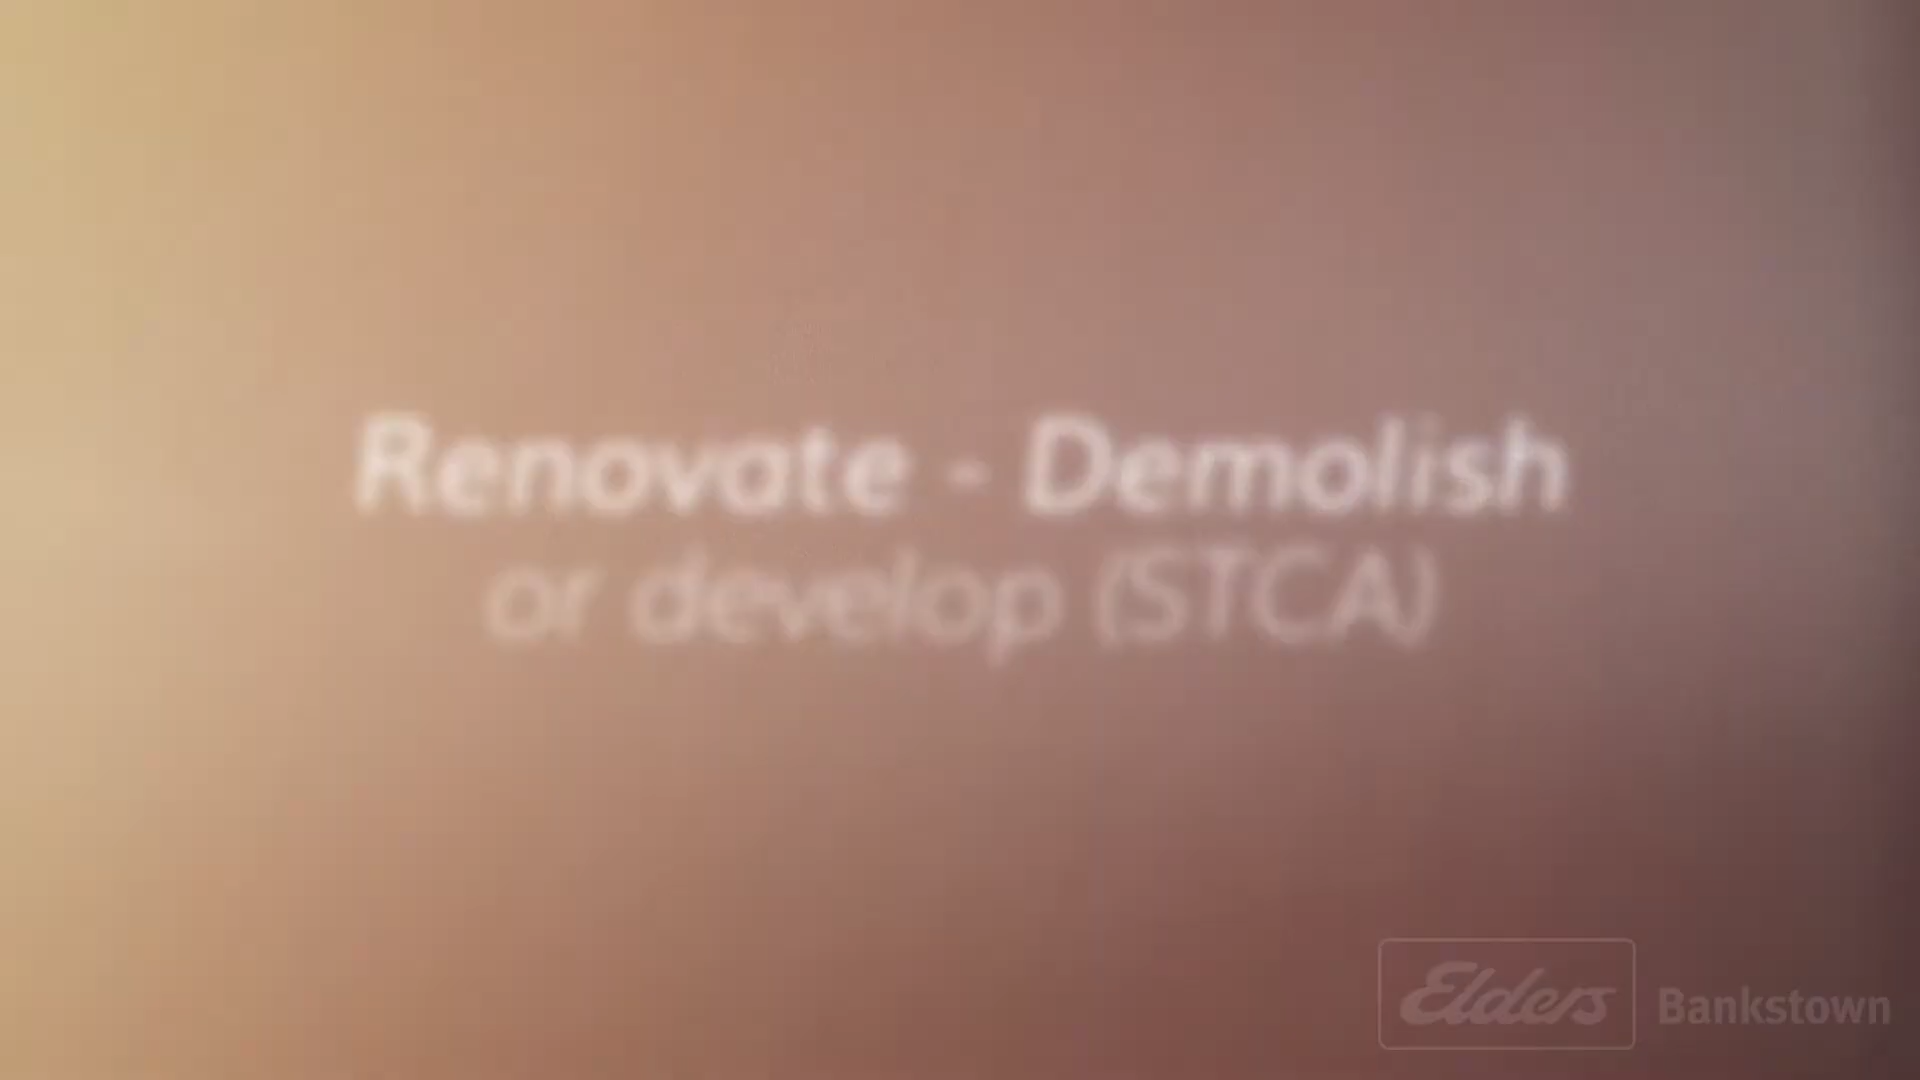 Renovate - Demolish
or develop (STCA)
Elders Bankstown